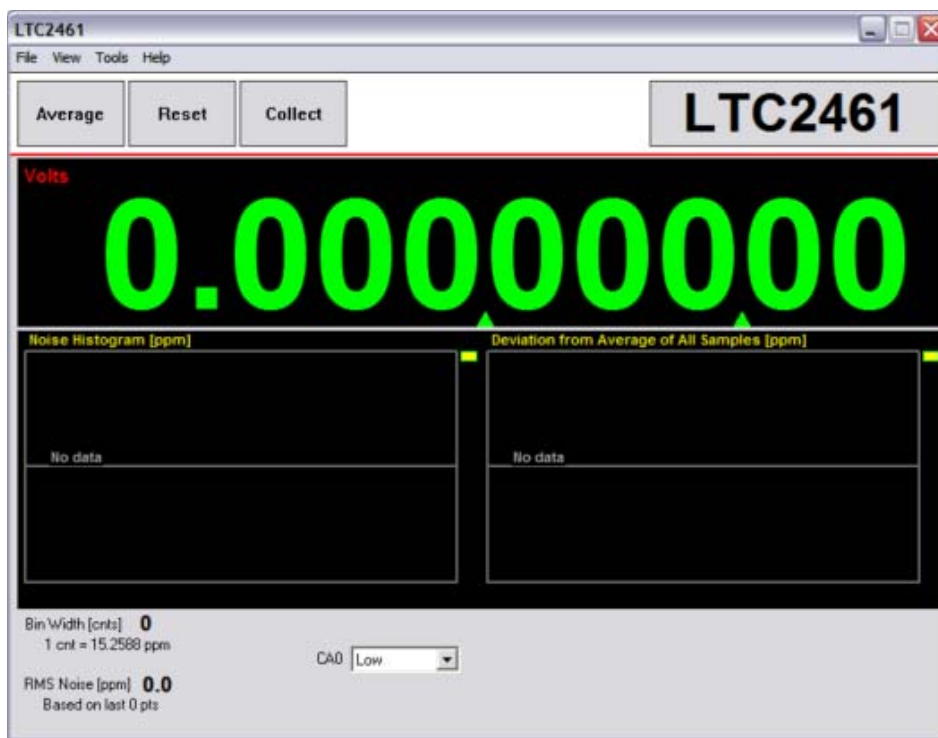 LTC2461
File View Tools Help
Average Reset Collect LTC2461
Volts
0.00000000
Noise Histogram [ppm] Deviation from Average of All Samples [ppm]
No data No data
Bin Width [cnts] 0
1 cnt = 15.2588 ppm
CA0 Low
RMS Noise [ppm] 0.0
Based on last 0 pts